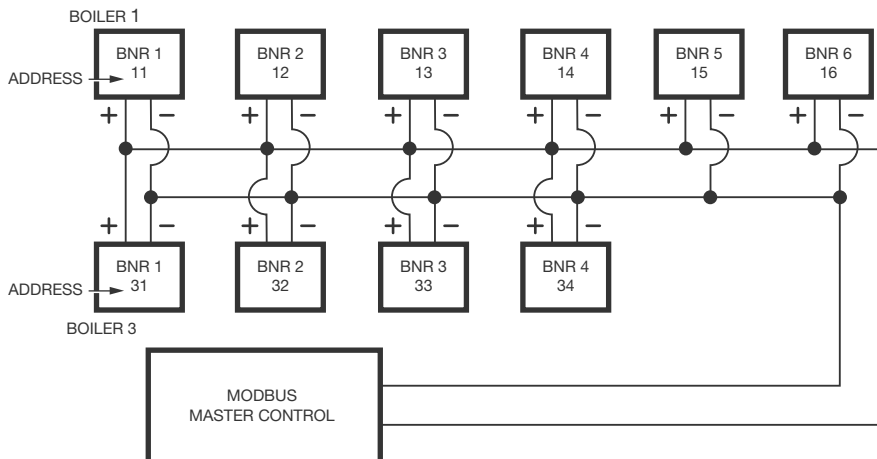 BOILER 1
BNR 1
11
BNR 2
12
BNR 3
13
BNR 4
14
BNR 5
15
BNR 6
16
ADDRESS
+ − + − + − + − + − + −
+ − + − + − + −
BNR 1
31
BNR 2
32
BNR 3
33
BNR 4
34
ADDRESS
BOILER 3
MODBUS
MASTER CONTROL